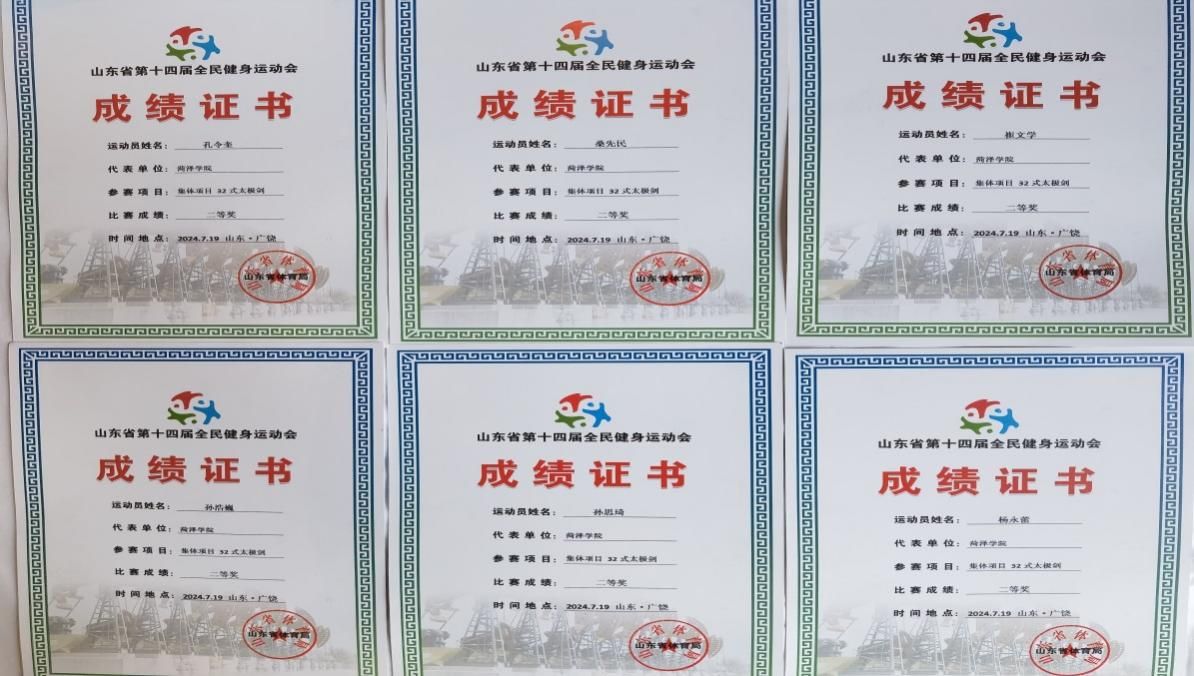 山东省第十四届全民健身运动会
成绩证书
运动员姓名：孔令奎
代表单位：菏泽学院
参赛项目：集体项目 32 式太极剑
比赛成绩：二等奖
时间地点：2024.7.19 山东·广饶
山东省体育局
山东省第十四届全民健身运动会
成绩证书
运动员姓名：桑先民
代表单位：菏泽学院
参赛项目：集体项目 32 式太极剑
比赛成绩：二等奖
时间地点：2024.7.19 山东·广饶
山东省体育局
山东省第十四届全民健身运动会
成绩证书
运动员姓名：崔文学
代表单位：菏泽学院
参赛项目：集体项目 32 式太极剑
比赛成绩：二等奖
时间地点：2024.7.19 山东·广饶
山东省体育局
山东省第十四届全民健身运动会
成绩证书
运动员姓名：孙浩巍
代表单位：菏泽学院
参赛项目：集体项目 32 式太极剑
比赛成绩：二等奖
时间地点：2024.7.19 山东·广饶
山东省体育局
山东省第十四届全民健身运动会
成绩证书
运动员姓名：孙思琦
代表单位：菏泽学院
参赛项目：集体项目 32 式太极剑
比赛成绩：二等奖
时间地点：2024.7.19 山东·广饶
山东省体育局
山东省第十四届全民健身运动会
成绩证书
运动员姓名：杨永蕾
代表单位：菏泽学院
参赛项目：集体项目 32 式太极剑
比赛成绩：二等奖
时间地点：2024.7.19 山东·广饶
山东省体育局